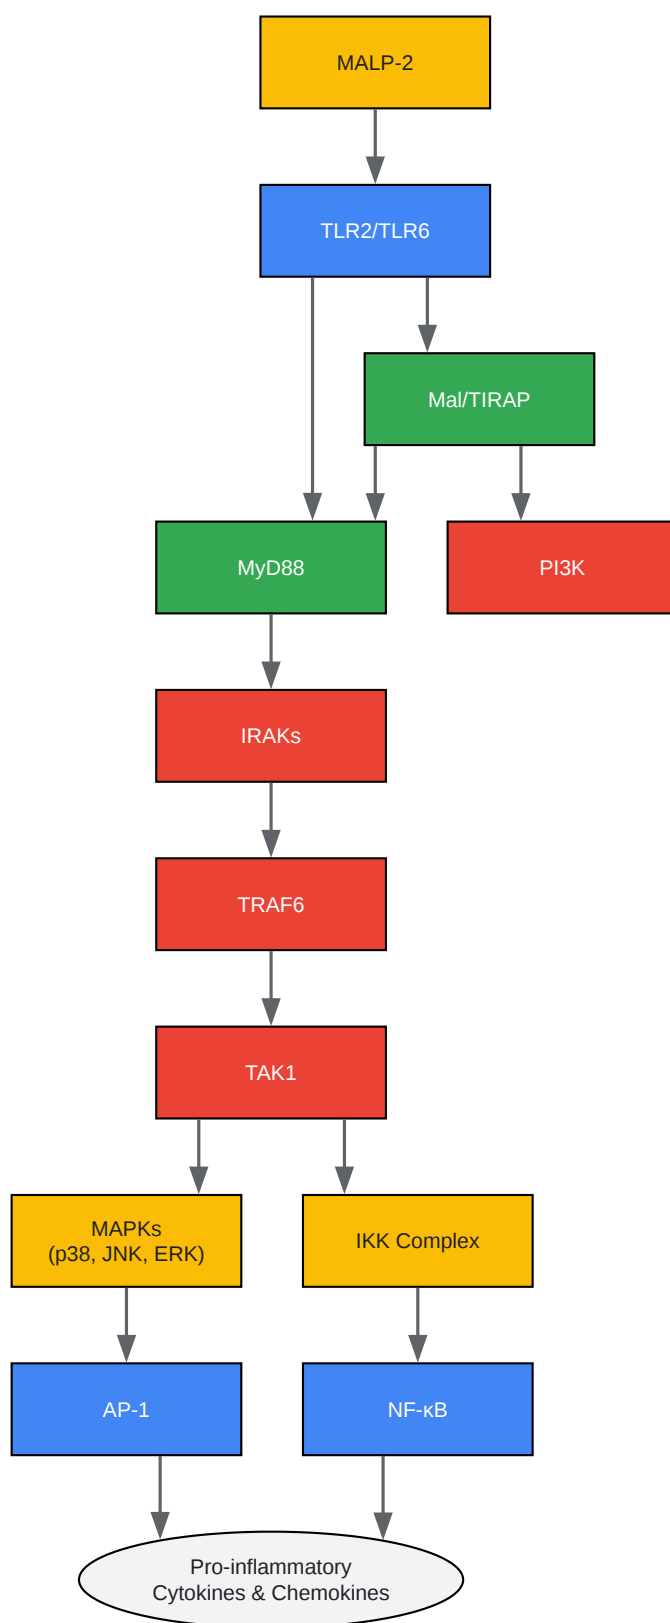 MALP-2
TLR2/TLR6
Mal/TIRAP
MyD88
PI3K
IRAKs
TRAF6
TAK1
MAPKs
(p38, JNK, ERK)
IKK Complex
AP-1
NF-κB
Pro-inflammatory
Cytokines & Chemokines